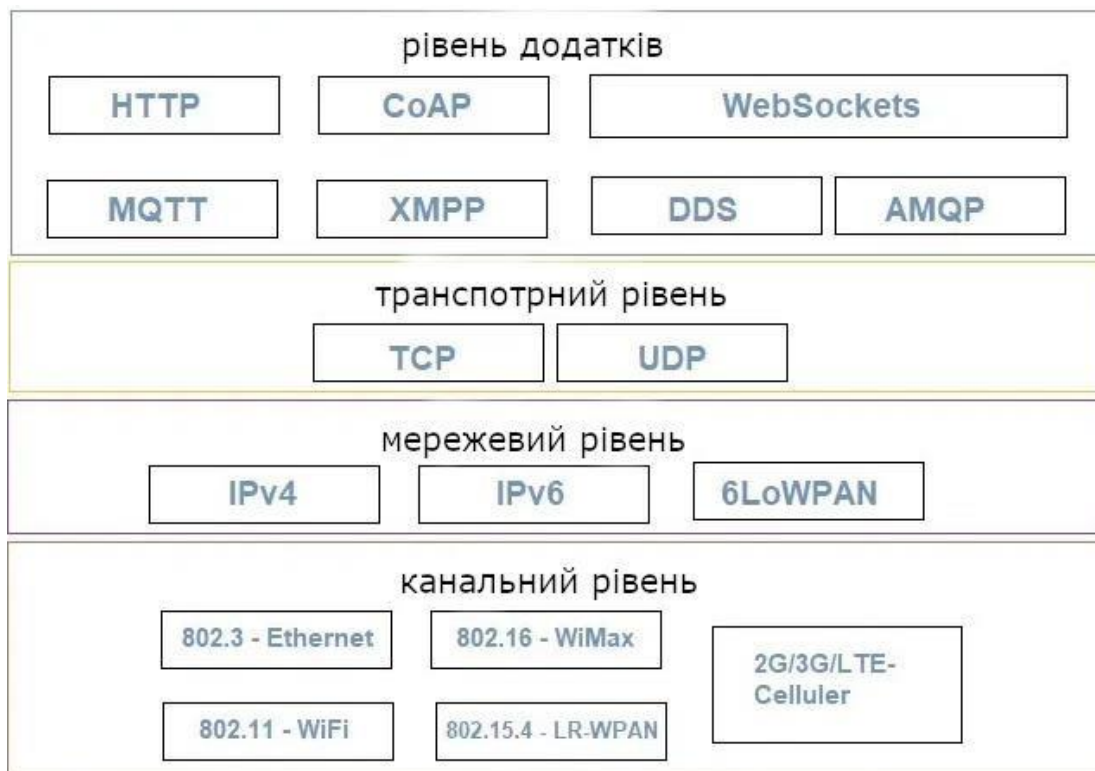 рівень додатків
HTTP CoAP WebSockets
MQTT XMPP DDS AMQP
транспотрний рівень
TCP UDP
мережевий рівень
IPv4 IPv6 6LoWPAN
канальний рівень
802.3 - Ethernet 802.16 - WiMax
2G/3G/LTE-
Celluler
802.11 - WiFi 802.15.4 - LR-WPAN